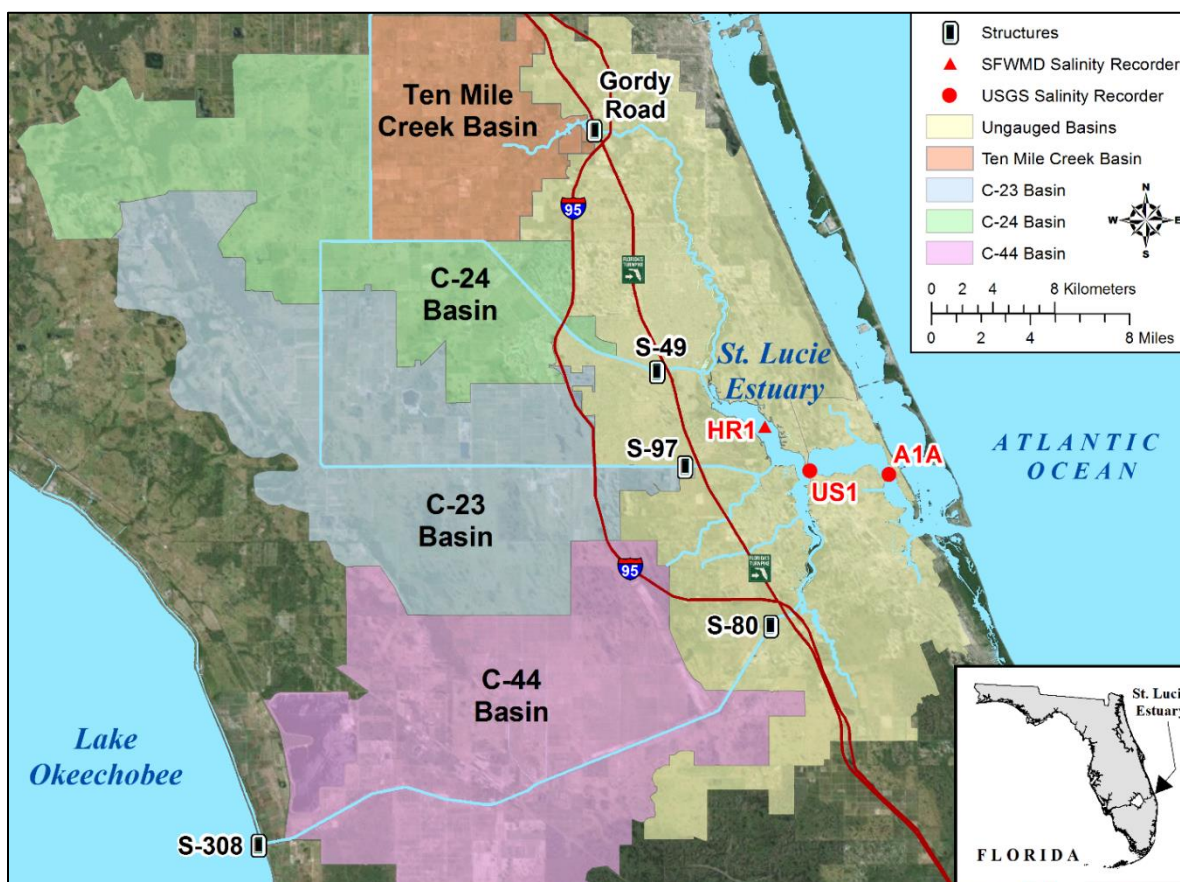 Structures
SFWMD Salinity Recorder
USGS Salinity Recorder
Ungauged Basins
Ten Mile Creek Basin
C-23 Basin
C-24 Basin
C-44 Basin
N
W
E
S
0 2 4 8 Kilometers
0 2 4 8 Miles
Gordy
Road
Ten Mile
Creek Basin
95
C-24
Basin
S-49
St. Lucie
Estuary
HR1
A1A
US1
ATLANTIC
OCEAN
S-97
C-23
Basin
95
S-80
C-44
Basin
Lake
Okeechobee
S-308
St. Lucie
Estuary
FLORIDA